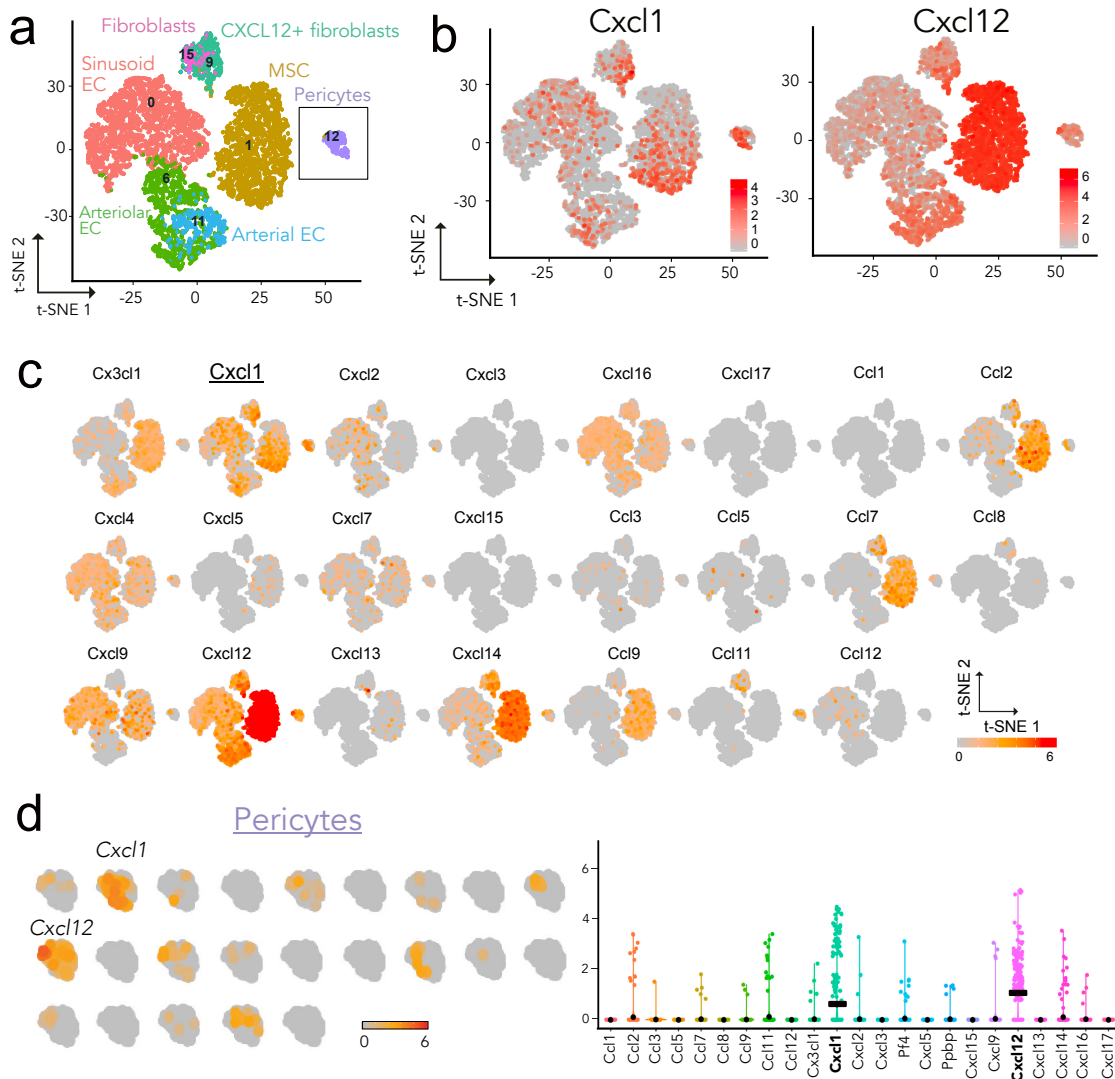 a
Fibroblasts
CXCL12+ fibroblasts
15
9
Sinusoid
EC
MSC
Pericytes
0
1
12
6
11
Arteriolar
EC
Arterial EC
30
0
-30
t-SNE 2
t-SNE 1
-25
0
25
50
b
Cxcl1
Cxcl12
30
0
-30
4
3
2
1
0
-25
0
25
50
t-SNE 2
t-SNE 1
30
0
-30
6
4
2
0
-25
0
25
50
c
Cx3cl1
Cxcl1
Cxcl2
Cxcl3
Cxcl16
Cxcl17
Ccl1
Ccl2
Cxcl4
Cxcl5
Cxcl7
Cxcl15
Ccl3
Ccl5
Ccl7
Ccl8
Cxcl9
Cxcl12
Cxcl13
Cxcl14
Ccl9
Ccl11
Ccl12
t-SNE 2
t-SNE 1
0
6
d
Pericytes
Cxcl1
Cxcl12
0
6
6
4
2
0
Ccl1
Ccl2
Ccl3
Ccl5
Ccl7
Ccl8
Ccl9
Ccl11
Ccl12
Cx3cl1
Cxcl1
Cxcl2
Cxcl3
Pf4
Cxcl5
Ppbp
Cxcl15
Cxcl9
Cxcl12
Cxcl13
Cxcl14
Cxcl16
Cxcl17